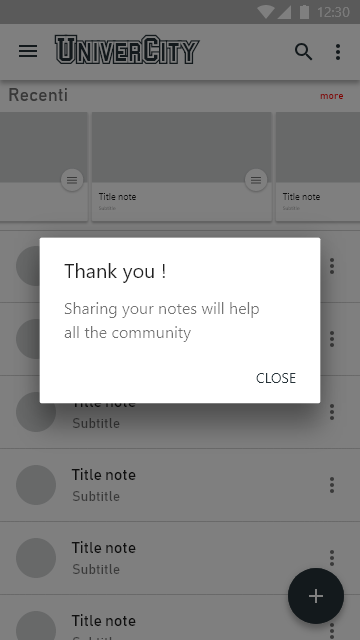 12:30
UNIVERCITY
Recenti
more
Title note
Subtitle
Title note
Subtitle
Thank you !
Sharing your notes will help
all the community
CLOSE
Title note
Subtitle
Title note
Subtitle
Title note
Subtitle
Title note